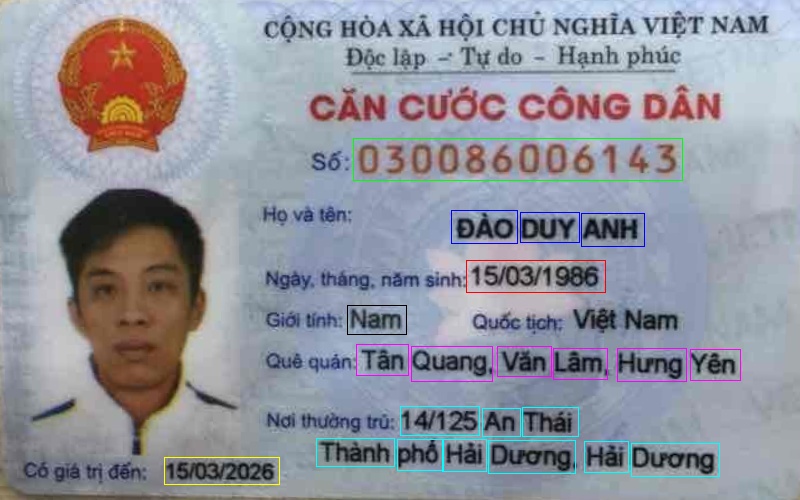 CỘNG HÒA XÃ HỘI CHỦ NGHĨA VIỆT NAM
Độc lập - Tự do - Hạnh phúc
CĂN CƯỚC CÔNG DÂN
Số: 030086006143
Họ và tên:
ĐÀO DUY ANH
Ngày, tháng, năm sinh: 15/03/1986
Giới tính: Nam Quốc tịch: Việt Nam
Quê quán: Tân Quang, Văn Lâm, Hưng Yên
Nơi thường trú: 14/125 An Thái
Thành phố Hải Dương, Hải Dương
Có giá trị đến: 15/03/2026